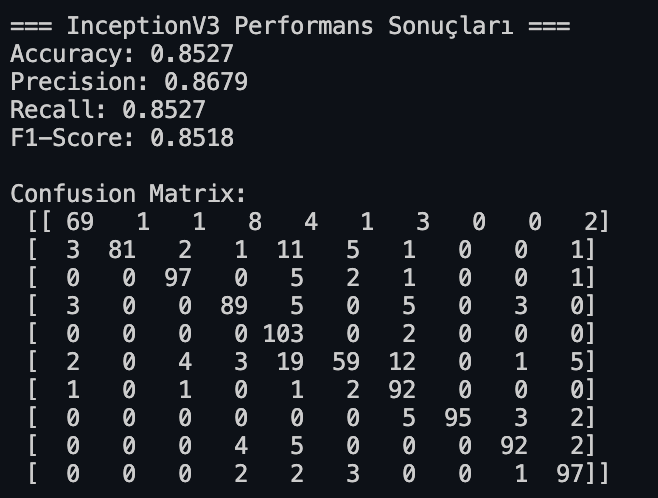 === InceptionV3 Performans Sonuçları ===
Accuracy: 0.8527
Precision: 0.8679
Recall: 0.8527
F1-Score: 0.8518

Confusion Matrix:
 [[ 69   1   1   8   4   1   3   0   0   2]
 [  3  81   2   1  11   5   1   0   0   1]
 [  0   0  97   0   5   2   1   0   0   1]
 [  3   0   0  89   5   0   5   0   3   0]
 [  0   0   0   0 103   0   2   0   0   0]
 [  2   0   4   3  19  59  12   0   1   5]
 [  1   0   1   0   1   2  92   0   0   0]
 [  0   0   0   0   0   0   5  95   3   2]
 [  0   0   0   4   5   0   0   0  92   2]
 [  0   0   0   2   2   3   0   0   1  97]]